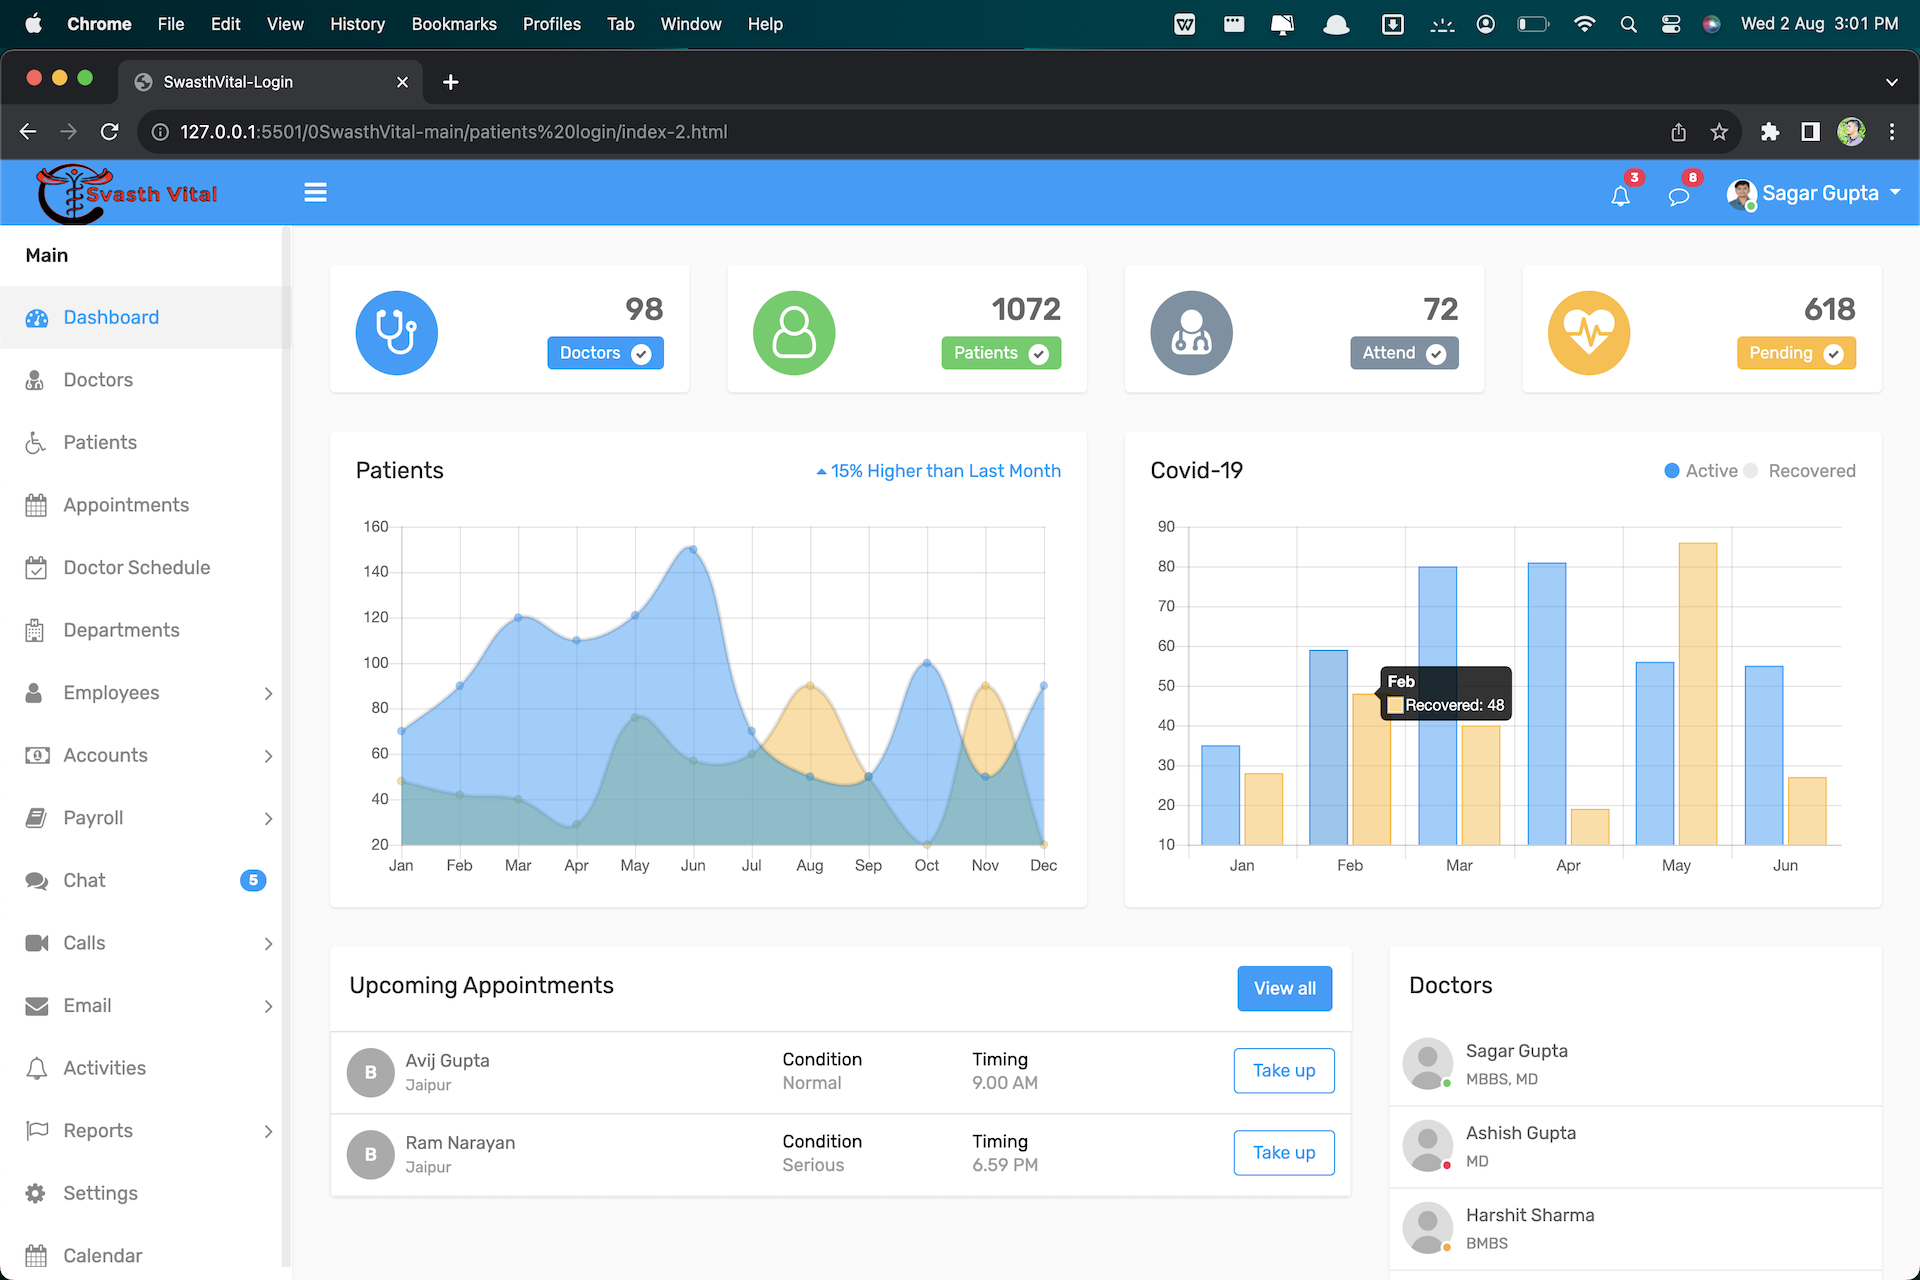 Chrome File Edit View History Bookmarks Profiles Tab Window Help Wed 2 Aug 3:01 PM
SwasthVital-Login
127.0.0.1:5501/0SwasthVital-main/patients%20login/index-2.html
Svasth Vital 3 8 Sagar Gupta
Main
Dashboard
Doctors
Patients
Appointments
Doctor Schedule
Departments
Employees
Accounts
Payroll
Chat 5
Calls
Email
Activities
Reports
Settings
Calendar
98
Doctors
1072
Patients
72
Attend
618
Pending
Patients 15% Higher than Last Month
160
140
120
100
80
60
40
20
Jan Feb Mar Apr May Jun Jul Aug Sep Oct Nov Dec
Covid-19 Active Recovered
90
80
70
60
50
40
30
20
10
Feb
Recovered: 48
Jan Feb Mar Apr May Jun
Upcoming Appointments View all
B Avij Gupta Condition Timing Take up
Jaipur Normal 9.00 AM
B Ram Narayan Condition Timing Take up
Jaipur Serious 6.59 PM
Doctors
Sagar Gupta
MBBS, MD
Ashish Gupta
MD
Harshit Sharma
BMBS